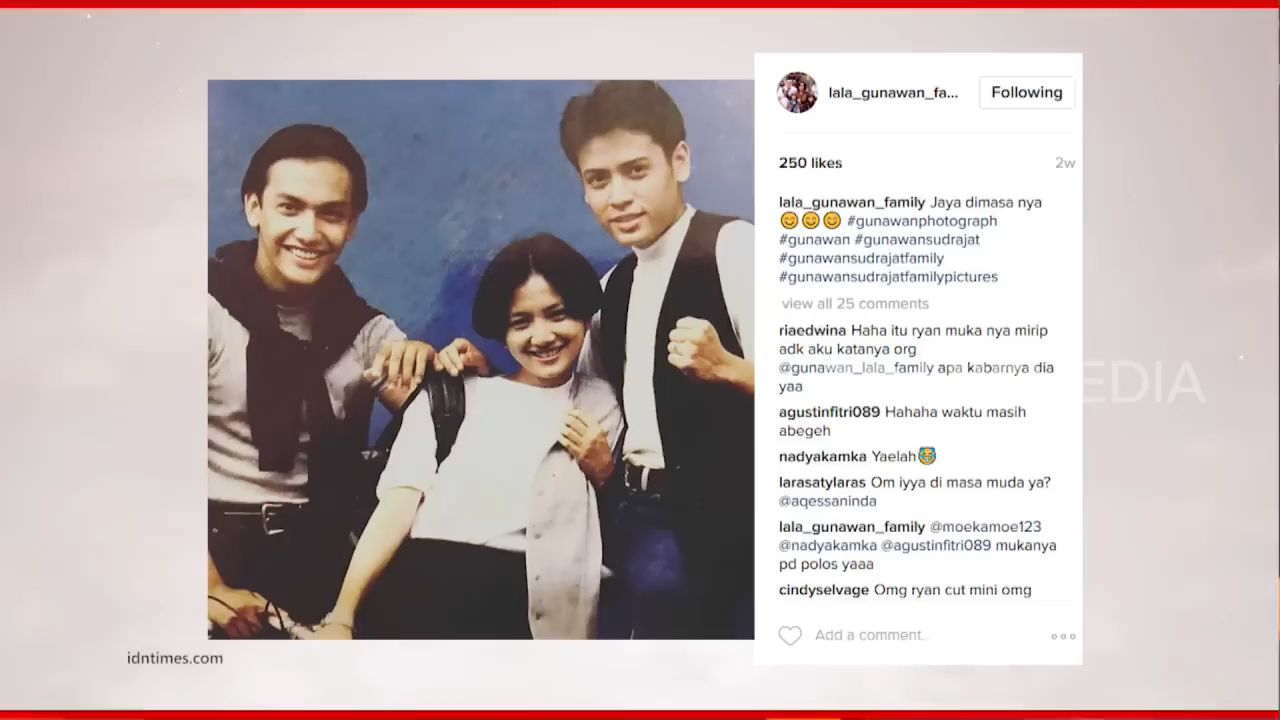 lala_gunawan_fa...
Following
250 likes
2w
lala_gunawan_family Jaya dimasa nya
😊😊😊 #gunawanphotograph
#gunawan #gunawansudrajat
#gunawansudrajatfamily
#gunawansudrajatfamilypictures
view all 25 comments
riaedwina Haha itu ryan muka nya mirip
adk aku katanya org
@gunawan_lala_family apa kabarnya dia
yaa
agustinfitri089 Hahaha waktu masih
abegeh
nadyakamka Yaelah😂
larasatylaras Om iyya di masa muda ya?
@aqessaninda
lala_gunawan_family @moekamoe123
@nadyakamka @agustinfitri089 mukanya
pd polos yaaa
cindyselvage Omg ryan cut mini omg
Add a comment..
EDIA
idntimes.com